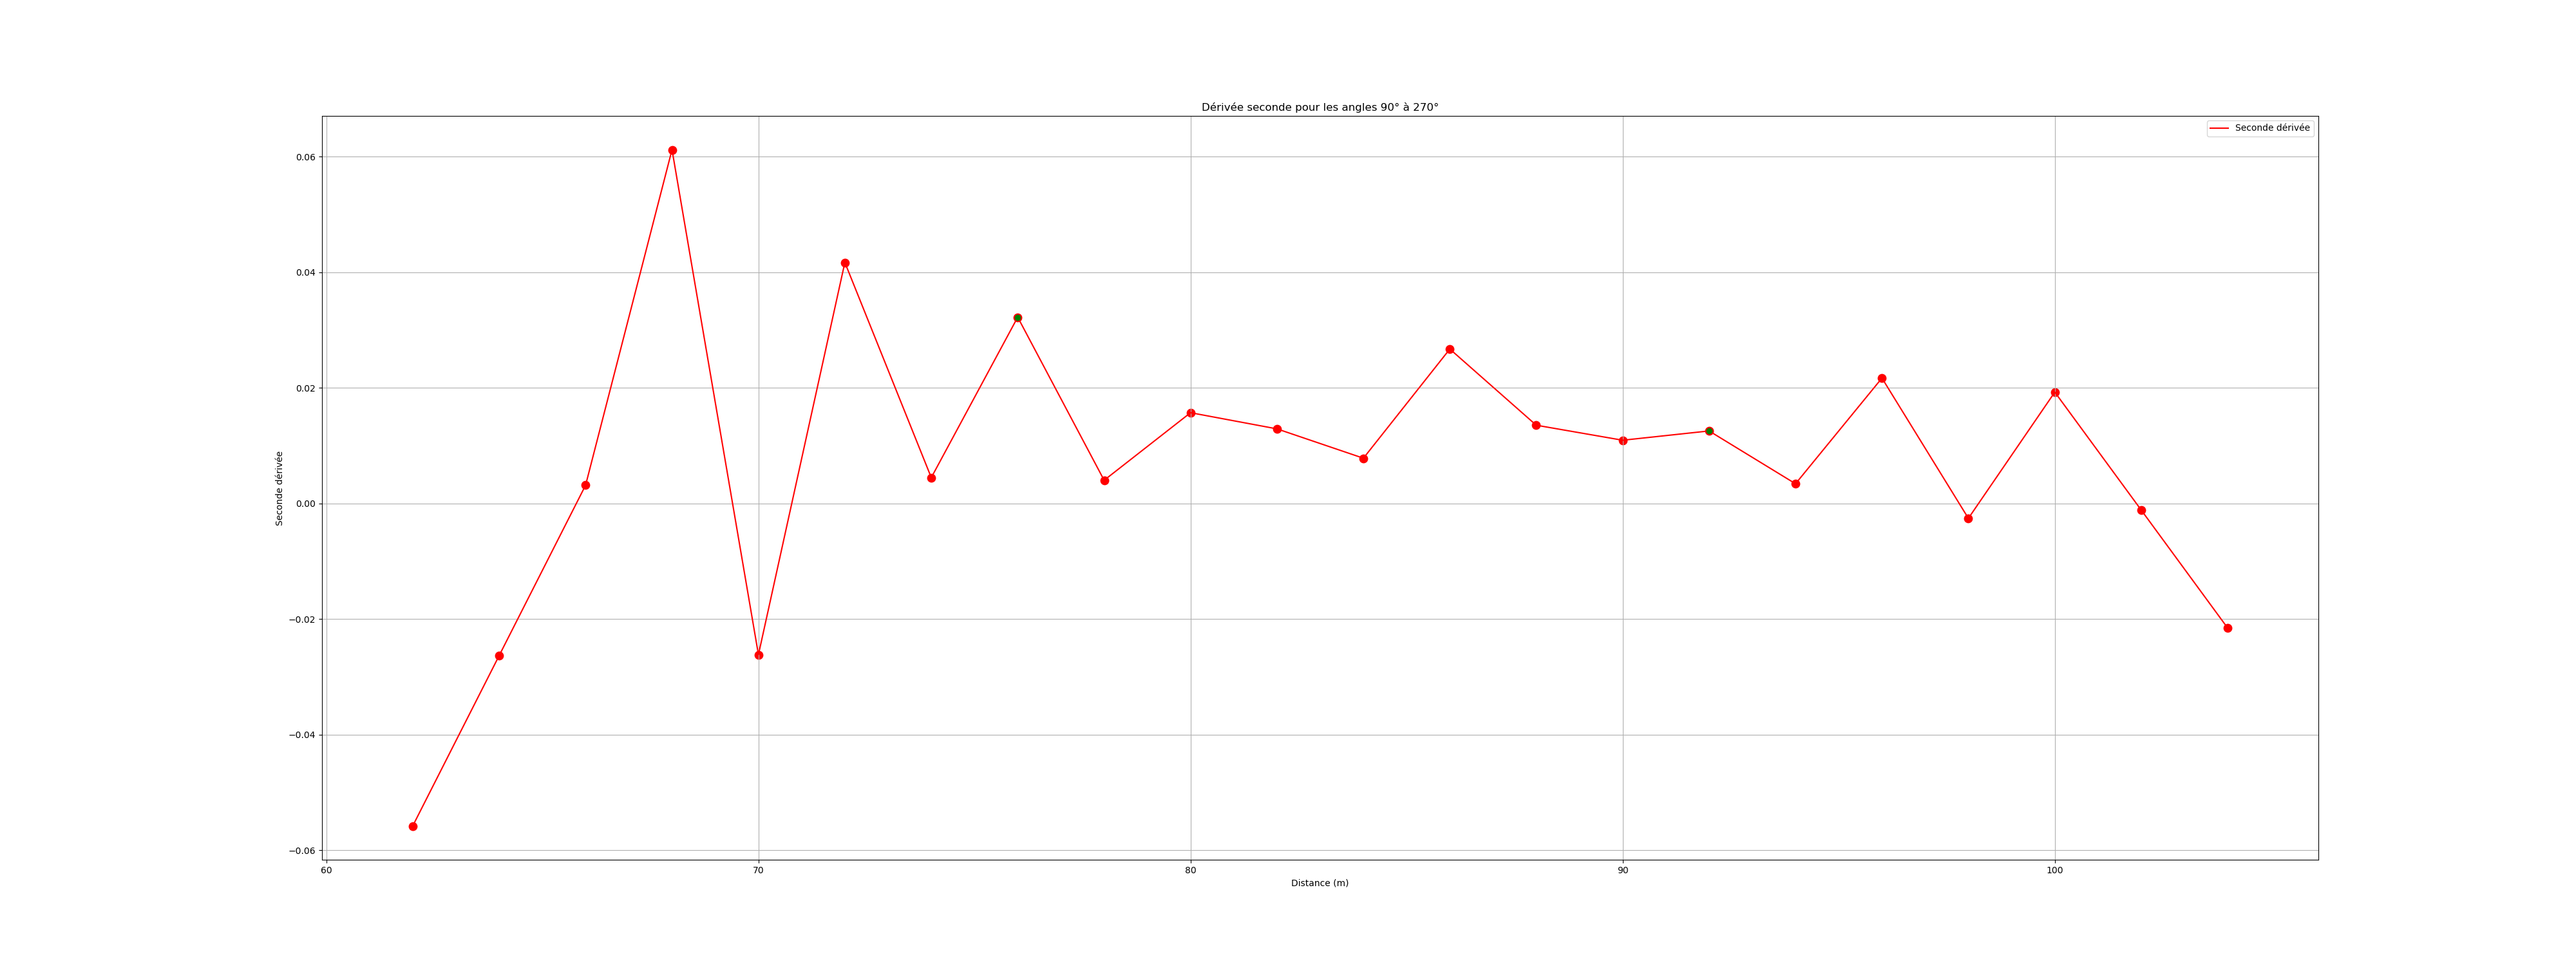 Dérivée seconde pour les angles 90° à 270°
Seconde dérivée
0.06
0.04
0.02
0.00
−0.02
−0.04
−0.06
Seconde dérivée
60 70 80 90 100
Distance (m)